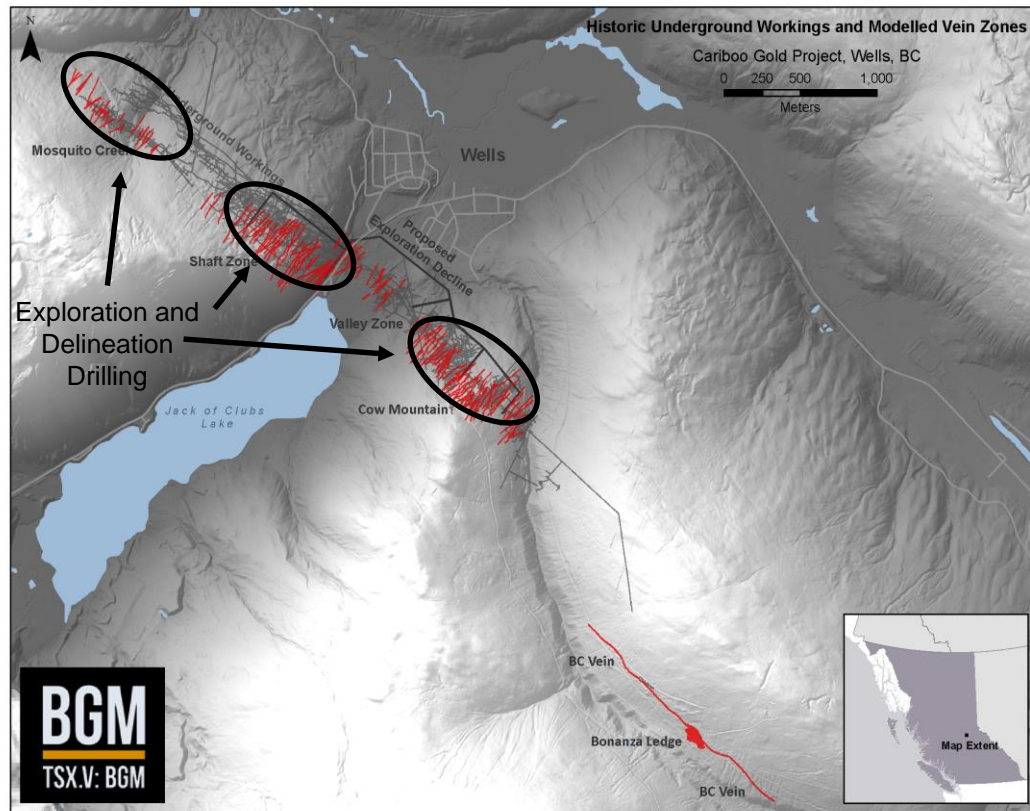 N
Historic Underground Workings and Modelled Vein Zones
Cariboo Gold Project, Wells, BC
0 250 500 1,000
Meters
Underground Workings
Mosquito Creek
Wells
Proposed
Exploration Decline
Shaft Zone
Exploration and
Delineation
Drilling
Valley Zone
Cow Mountain
Jack of Clubs
Lake
BC Vein
Bonanza Ledge
BC Vein
BGM
TSX.V: BGM
Map Extent